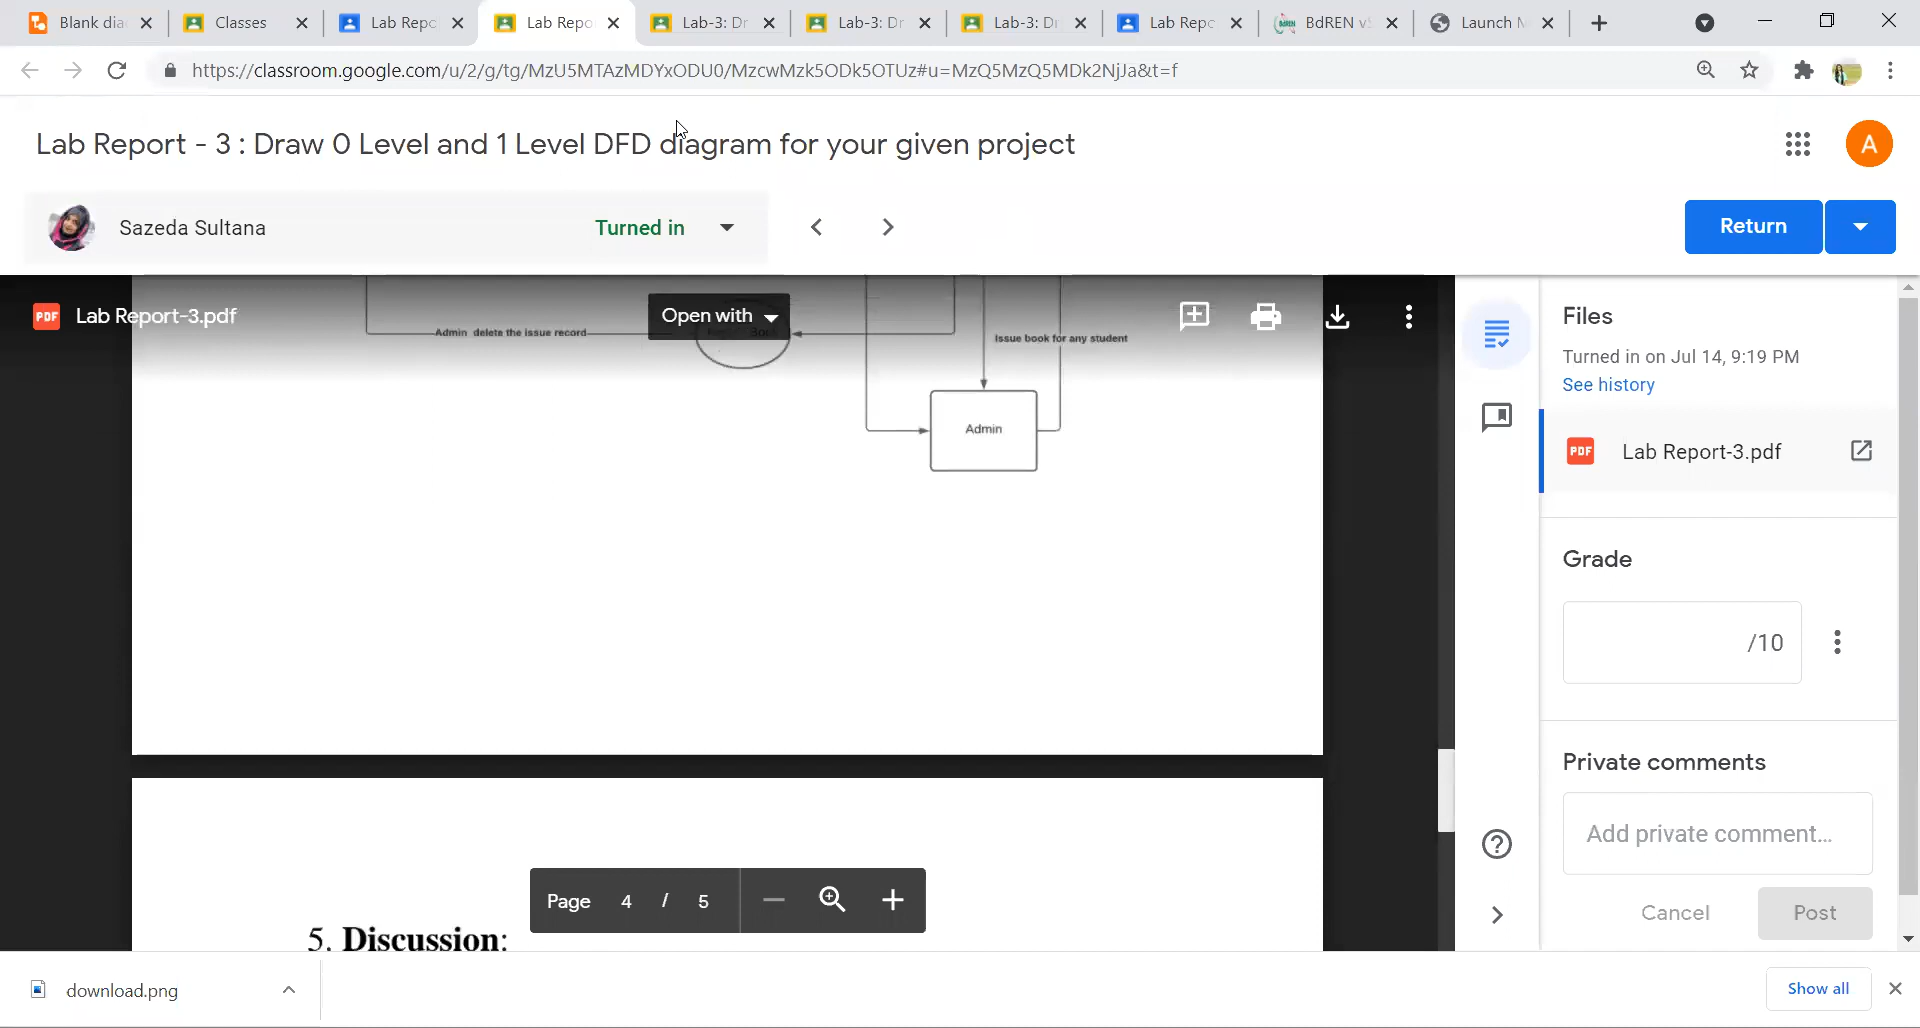 Blank dia
Classes
Lab Repo
Lab Repo
Lab-3: Dr
Lab-3: Dr
Lab-3: Dr
Lab Repo
BdREN vS
Launch M
https://classroom.google.com/u/2/g/tg/MzU5MTAzMDYxODU0/MzcwMzk5ODk5OTUz#u=MzQ5MzQ5MDk2NjJa&t=f
Lab Report - 3 : Draw 0 Level and 1 Level DFD diagram for your given project
A
Sazeda Sultana
Turned in
Return
PDF
Lab Report-3.pdf
Open with
Admin delete the issue record
Issue book for any student
Admin
Files
Turned in on Jul 14, 9:19 PM
See history
PDF
Lab Report-3.pdf
Grade
/10
Private comments
Add private comment...
Cancel
Post
Page 4 / 5
5. Discussion:
download.png
Show all